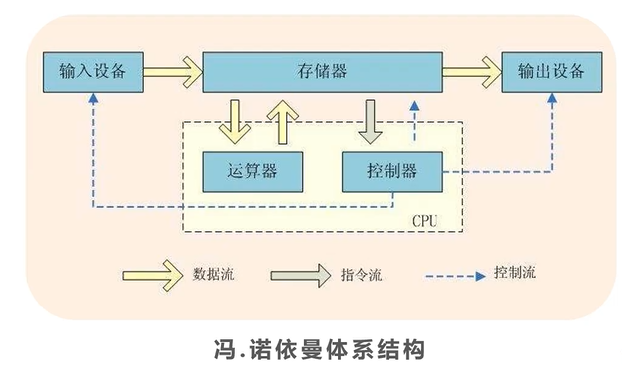 输入设备
存储器
输出设备
运算器
控制器
CPU
数据流
指令流
控制流
冯.诺依曼体系结构